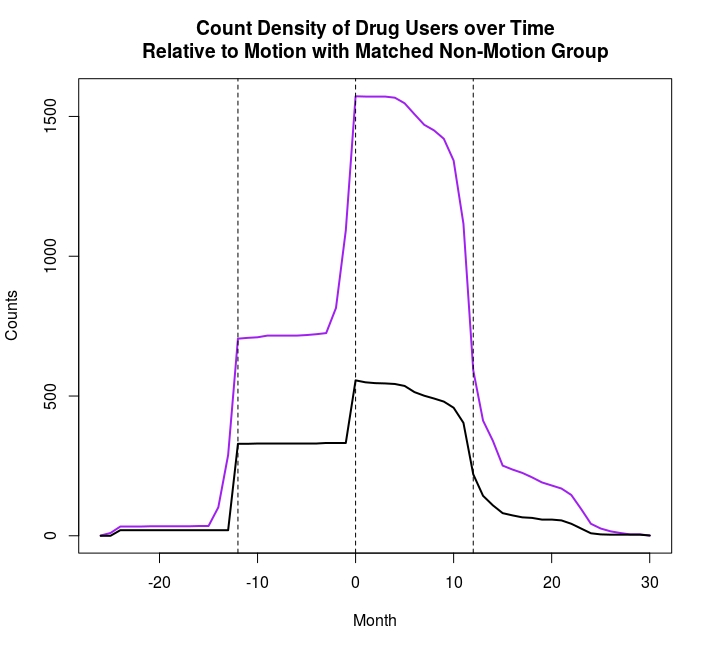 Count Density of Drug Users over Time
Relative to Motion with Matched Non-Motion Group
1500
1000
500
0
Counts
-20 -10 0 10 20 30
Month